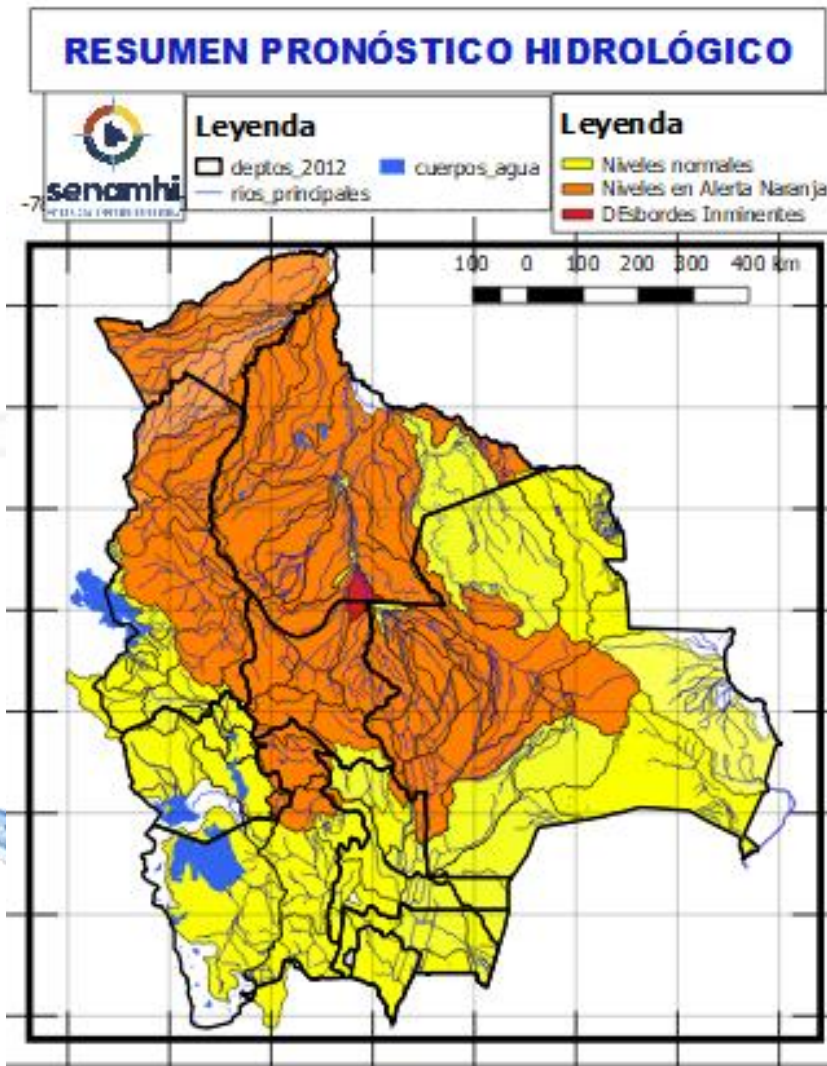 RESUMEN PRONÓSTICO HIDROLÓGICO
senamhi
Leyenda
deptos_2012
cuerpos_agua
rios_principales
Leyenda
Niveles normales
Niveles en Alerta Naranja
DEsbordes Inminentes
100 0 100 200 300 400 km